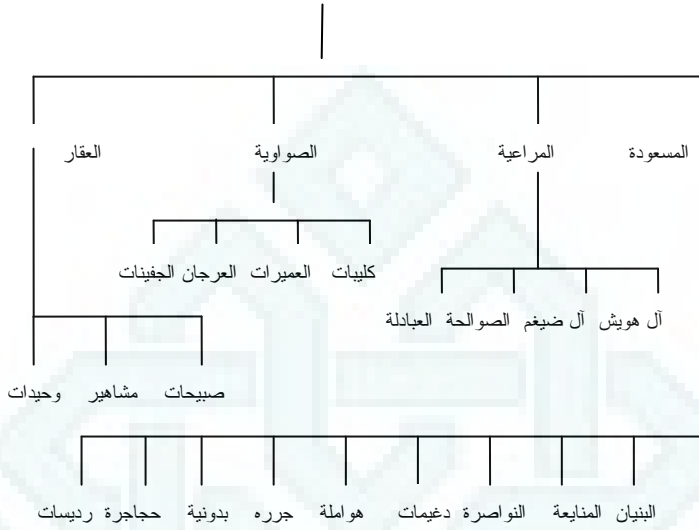 المسعودة المراعية الصواوية العقار
كليبات العميرات العرجان الجفينات
آل هويش آل ضيغم الصوالحة العبادلة
صبيحات مشاهير وحيدات
البنيان المنايعة النواصرة دغيمات هواملة جرره بدونية حجاجرة رديسات